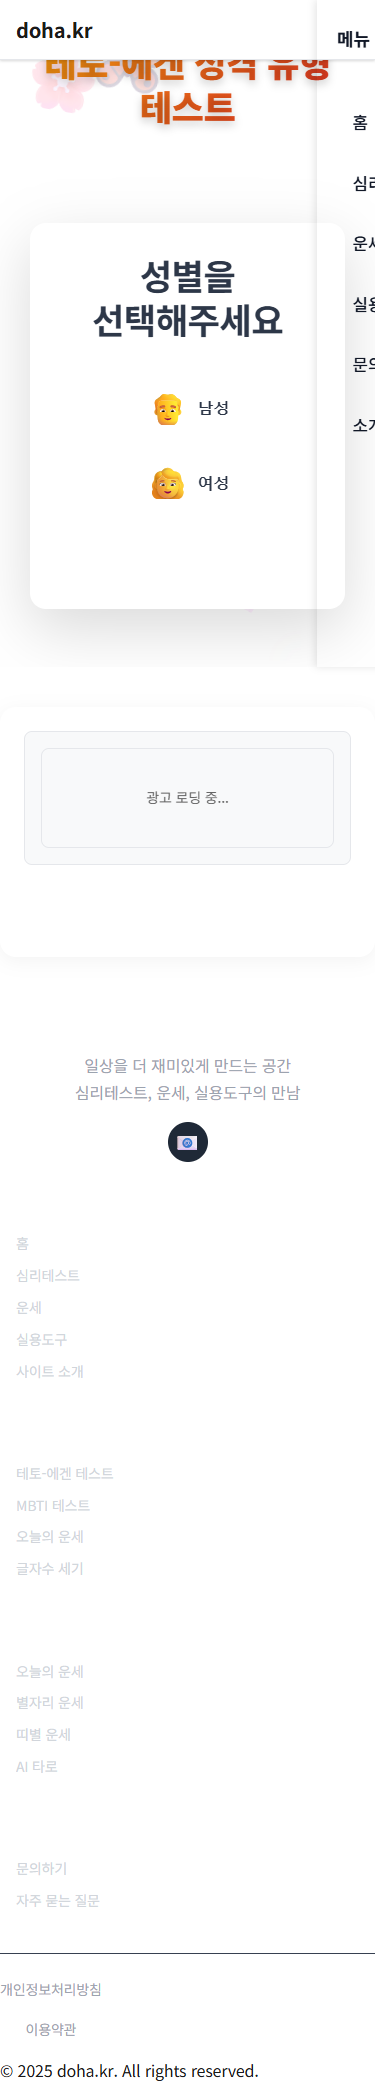 doha.kr
메뉴
테토-에겐 성격 유형
테스트
홈
심리
운세
실용
문의
소개
성별을
선택해주세요
남성
여성
광고 로딩 중...
일상을 더 재미있게 만드는 공간
심리테스트, 운세, 실용도구의 만남
홈
심리테스트
운세
실용도구
사이트 소개
테토-에겐 테스트
MBTI 테스트
오늘의 운세
글자수 세기
오늘의 운세
별자리 운세
띠별 운세
AI 타로
문의하기
자주 묻는 질문
개인정보처리방침
이용약관
© 2025 doha.kr. All rights reserved.